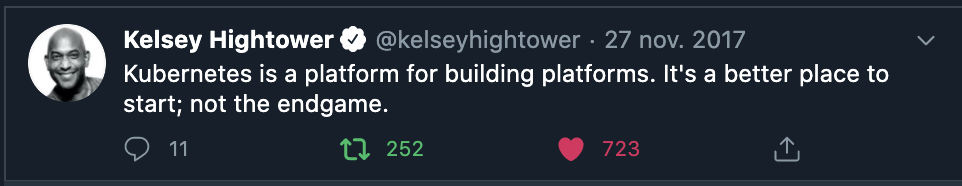 Kelsey Hightower @kelseyhightower · 27 nov. 2017
Kubernetes is a platform for building platforms. It's a better place to
start; not the endgame.
11 252 723